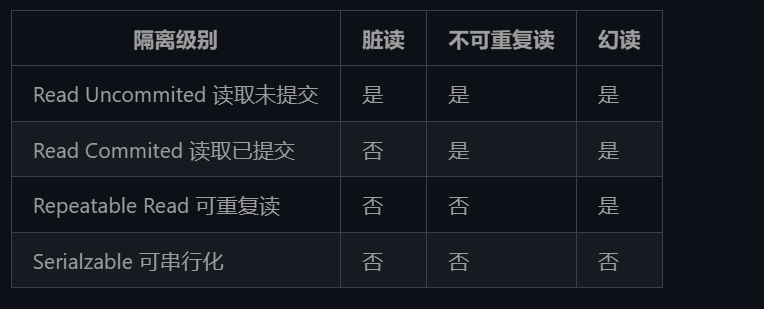 隔离级别 脏读 不可重复读 幻读
Read Uncommited 读取未提交 是 是 是
Read Commited 读取已提交 否 是 是
Repeatable Read 可重复读 否 否 是
Serialzable 可串行化 否 否 否